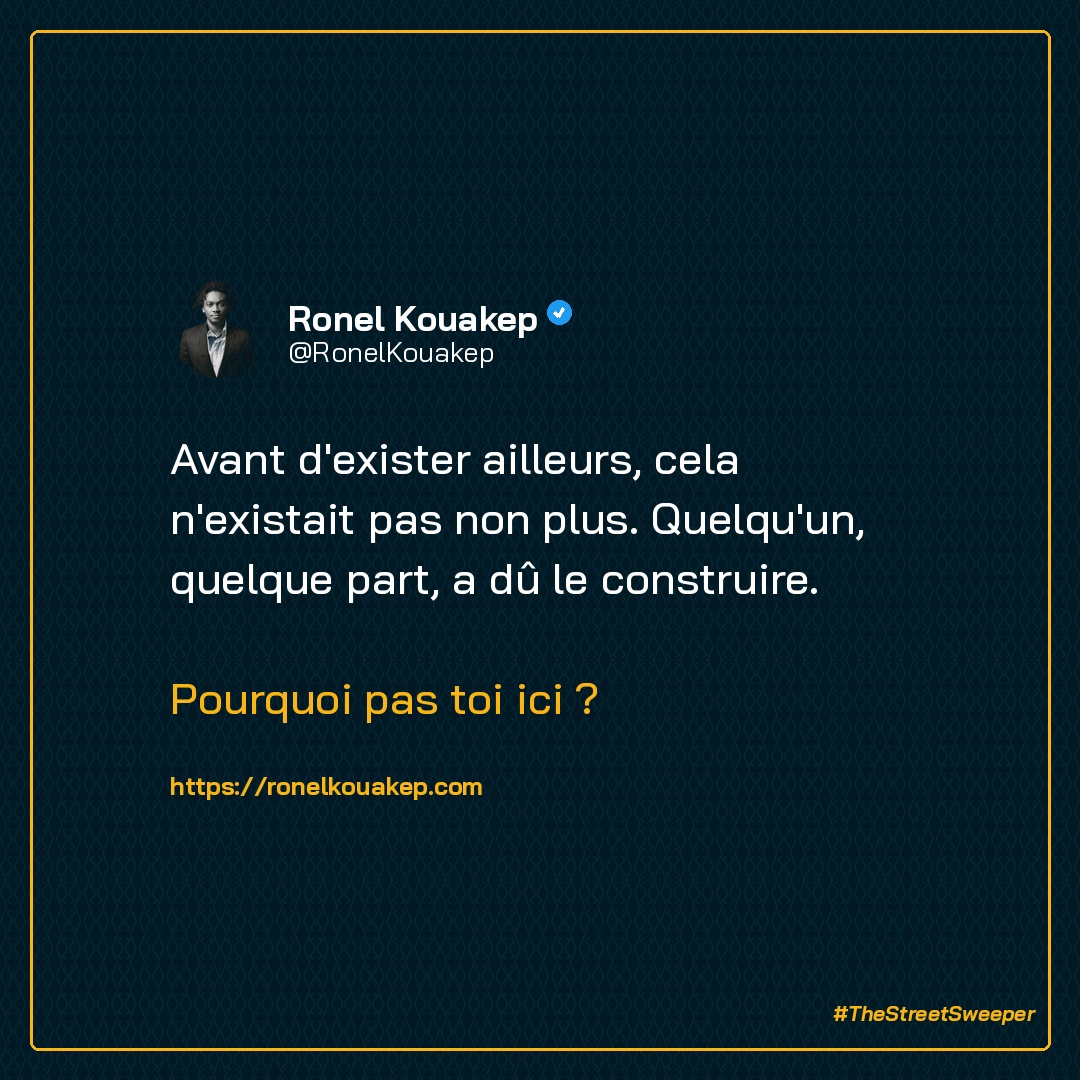 Ronel Kouakep
@RonelKouakep
Avant d'exister ailleurs, cela
n'existait pas non plus. Quelqu'un,
quelque part, a dû le construire.
Pourquoi pas toi ici ?
https://ronelkouakep.com
#TheStreetSweeper